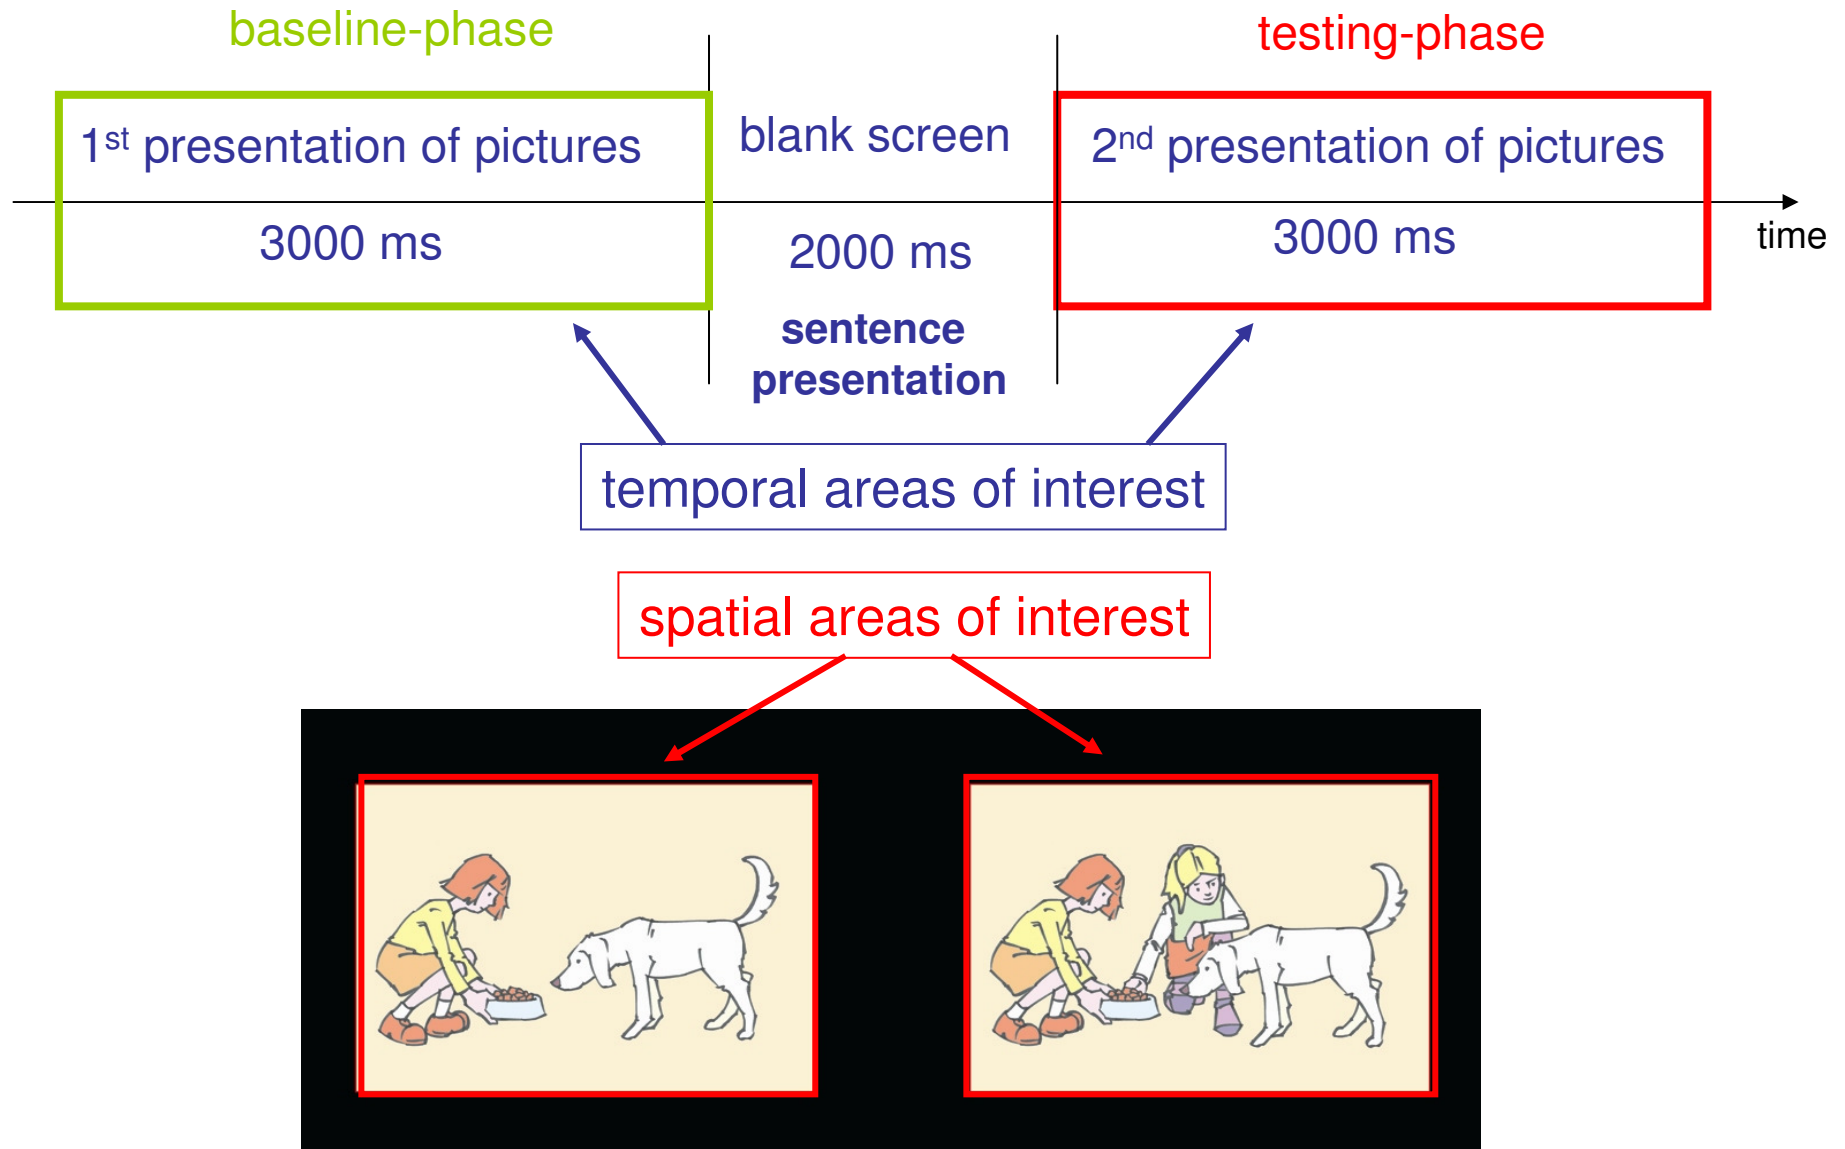 baseline-phase
testing-phase
1st presentation of pictures
blank screen
2nd presentation of pictures
3000 ms
2000 ms
3000 ms
time
sentence
presentation
temporal areas of interest
spatial areas of interest